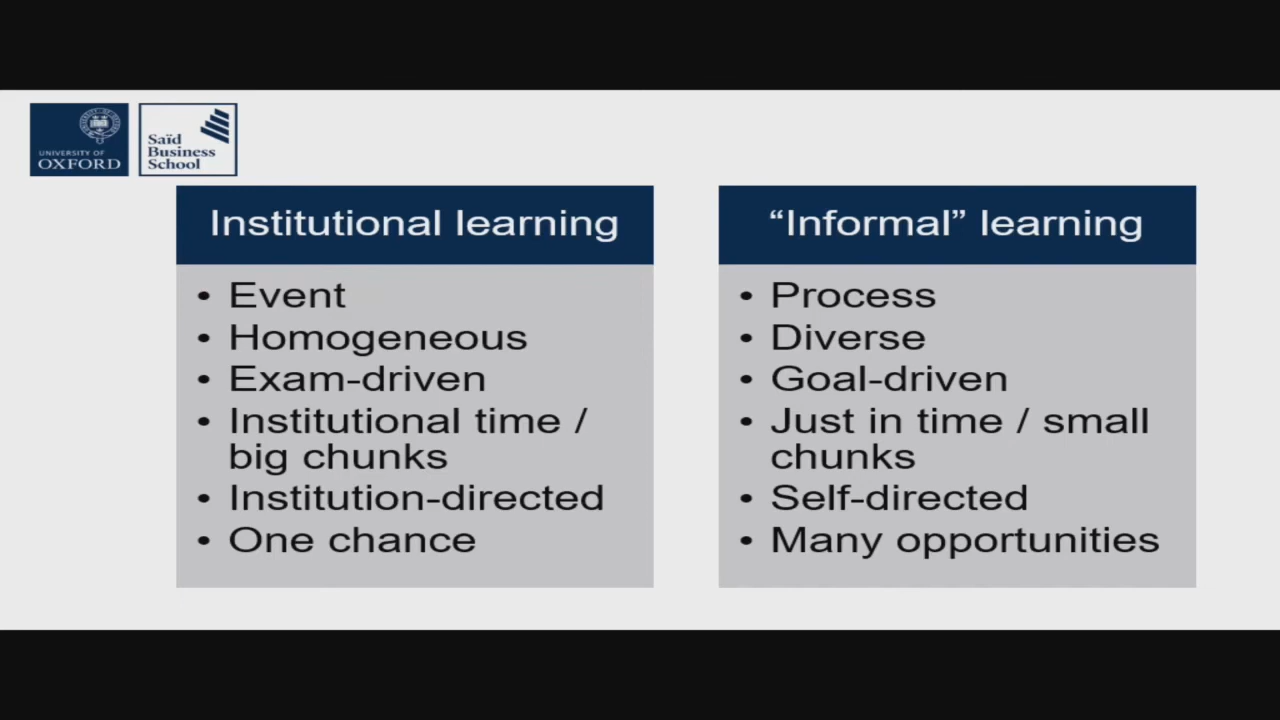 UNIVERSITY OF
OXFORD
Saïd
Business
School
Institutional learning
• Event
• Homogeneous
• Exam-driven
• Institutional time /
big chunks
• Institution-directed
• One chance
“Informal” learning
• Process
• Diverse
• Goal-driven
• Just in time / small
chunks
• Self-directed
• Many opportunities